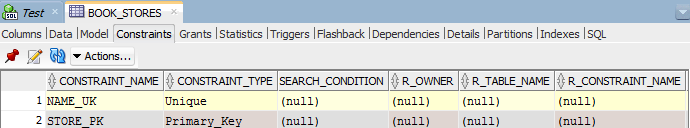 SQL Test BOOK_STORES
Columns Data Model Constraints Grants Statistics Triggers Flashback Dependencies Details Partitions Indexes SQL
Actions...
CONSTRAINT_NAME CONSTRAINT_TYPE SEARCH_CONDITION R_OWNER R_TABLE_NAME R_CONSTRAINT_NAME
1 NAME_UK Unique (null) (null) (null) (null)
2 STORE_PK Primary_Key (null) (null) (null) (null)